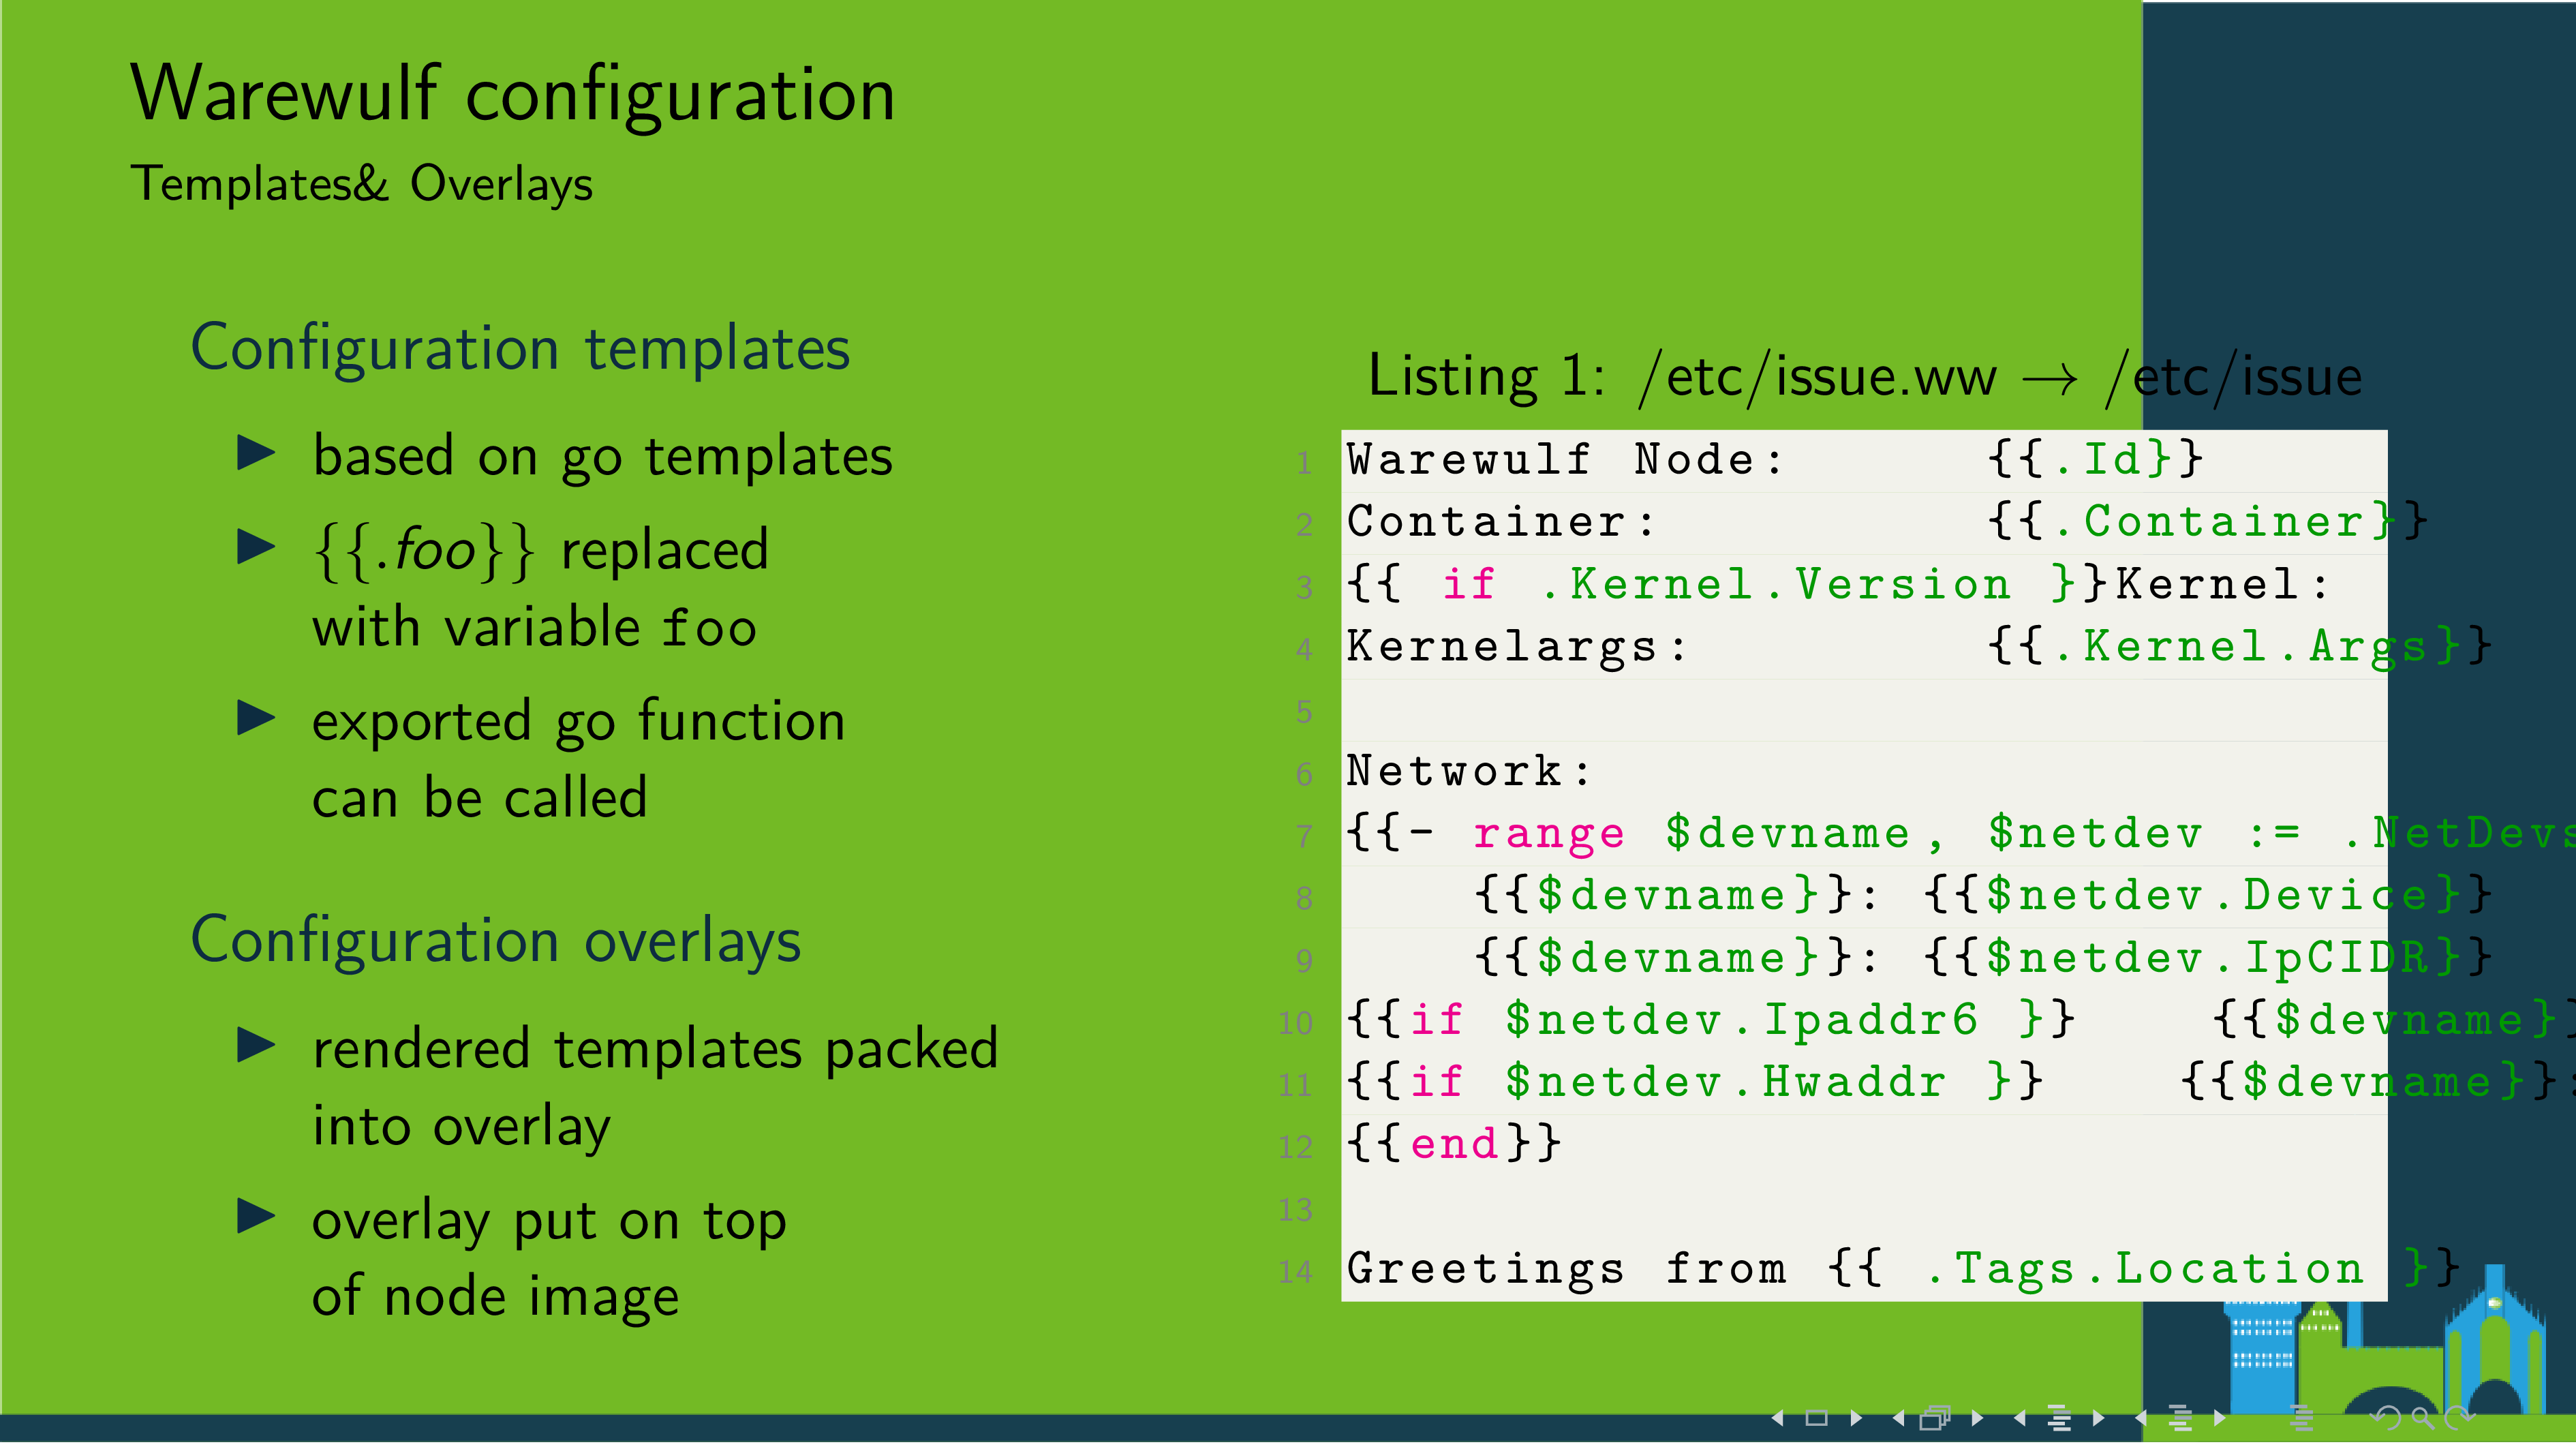 Warewulf configuration
Templates& Overlays
Configuration templates
based on go templates
{{.foo}} replaced
with variable foo
exported go function
can be called
Configuration overlays
rendered templates packed
into overlay
overlay put on top
of node image
Listing 1: /etc/issue.ww → /etc/issue
1 Warewulf Node:      {{.Id}}
2 Container:          {{.Container}}
3 {{ if .Kernel.Version }}Kernel:
4 Kernelargs:         {{.Kernel.Args}}
5
6 Network:
7 {{- range $devname, $netdev := .NetDevs
8     {{$devname}}: {{$netdev.Device}}
9     {{$devname}}: {{$netdev.IpCIDR}}
10 {{if $netdev.Ipaddr6 }}    {{$devname}}
11 {{if $netdev.Hwaddr }}    {{$devname}}:
12 {{end}}
13
14 Greetings from {{ .Tags.Location }}